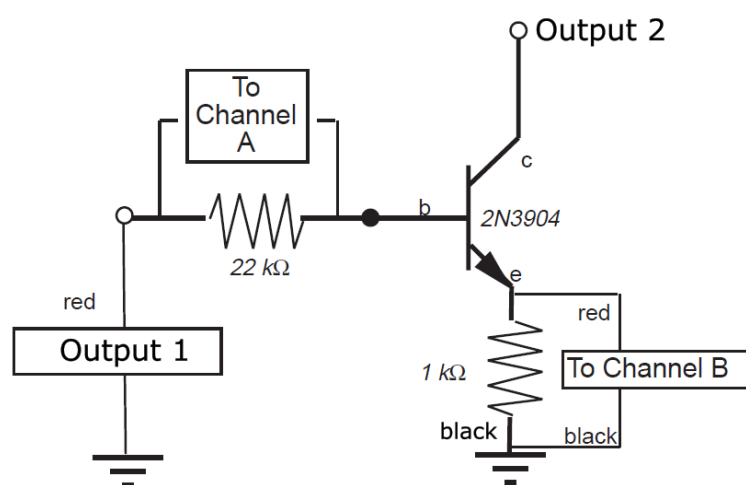 Output 2
To
Channel
A
c
b
2N3904
22 kΩ
e
red
red
Output 1
1 kΩ
To Channel B
black
black